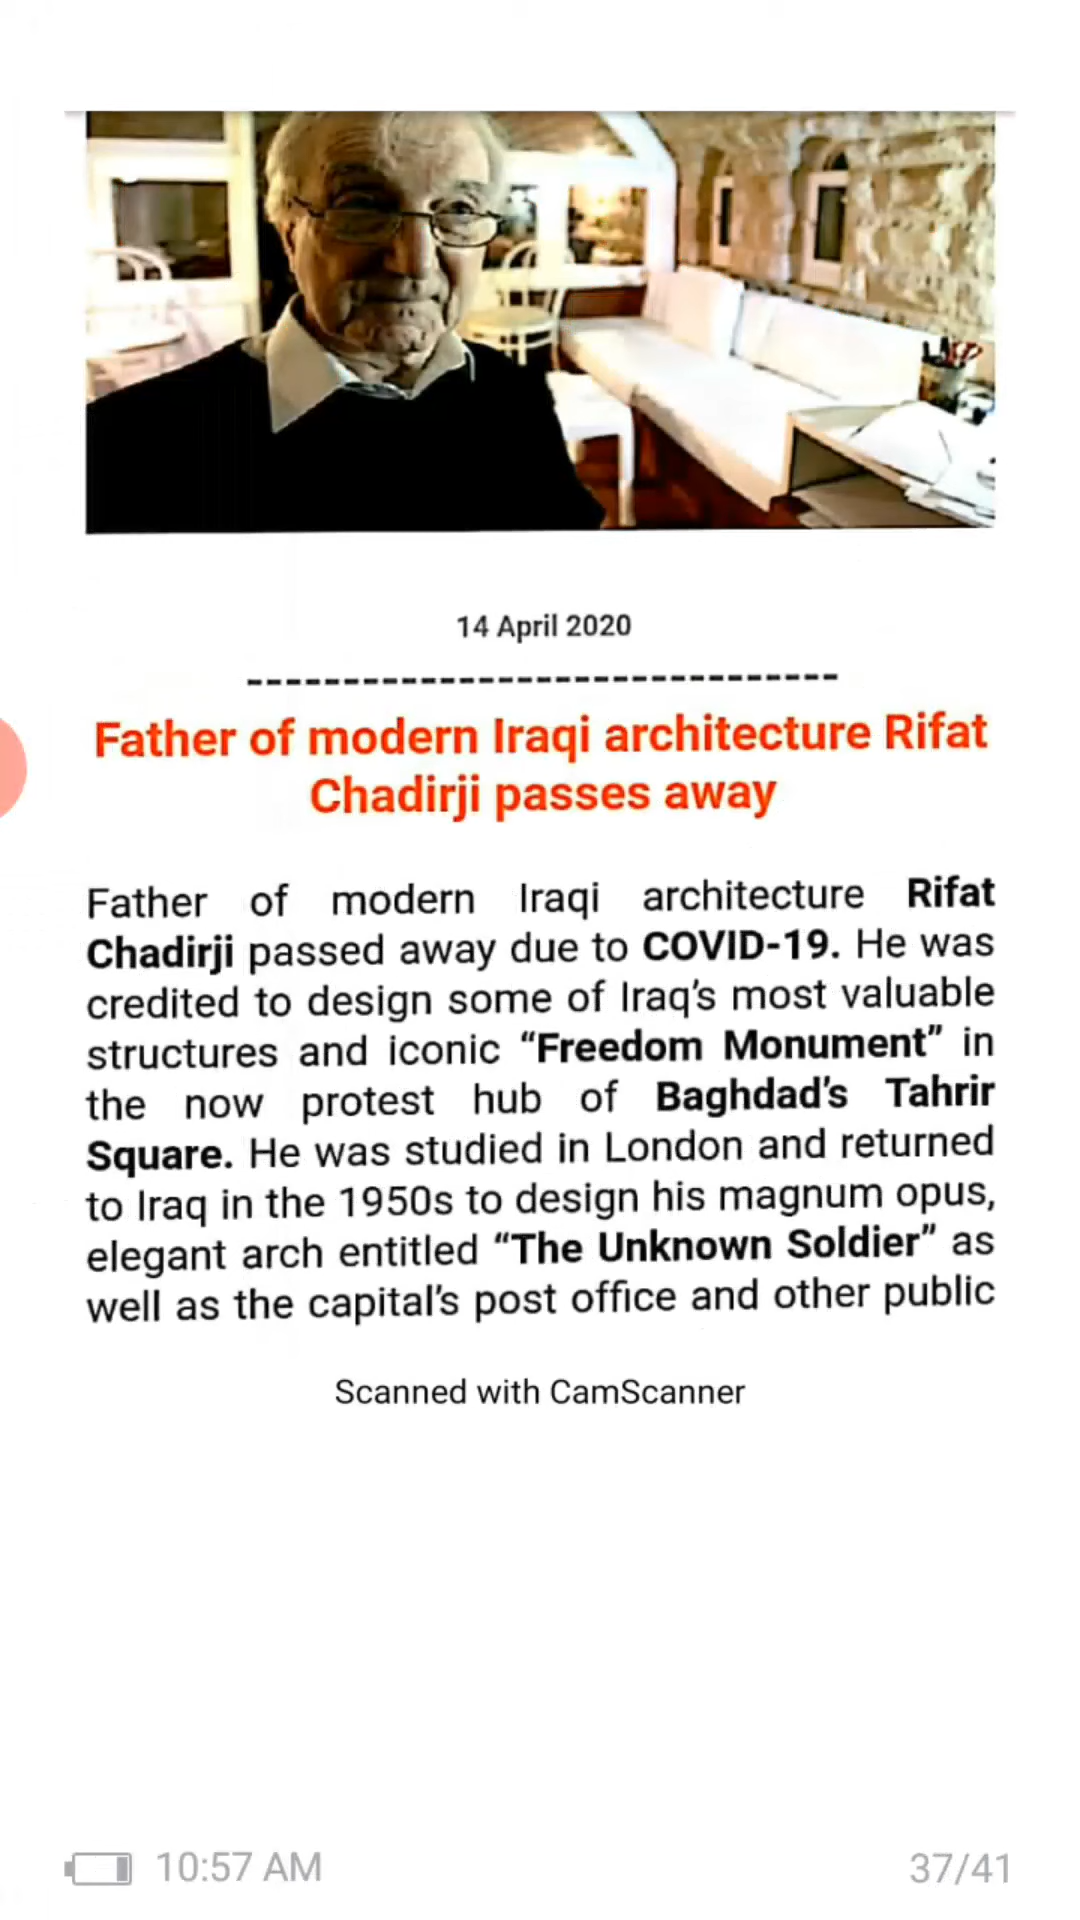 14 April 2020
-------------------------------
Father of modern Iraqi architecture Rifat
Chadirji passes away
Father of modern Iraqi architecture Rifat
Chadirji passed away due to COVID-19. He was
credited to design some of Iraq's most valuable
structures and iconic “Freedom Monument” in
the now protest hub of Baghdad's Tahrir
Square. He was studied in London and returned
to Iraq in the 1950s to design his magnum opus,
elegant arch entitled “The Unknown Soldier” as
well as the capital's post office and other public
Scanned with CamScanner
10:57 AM
37/41